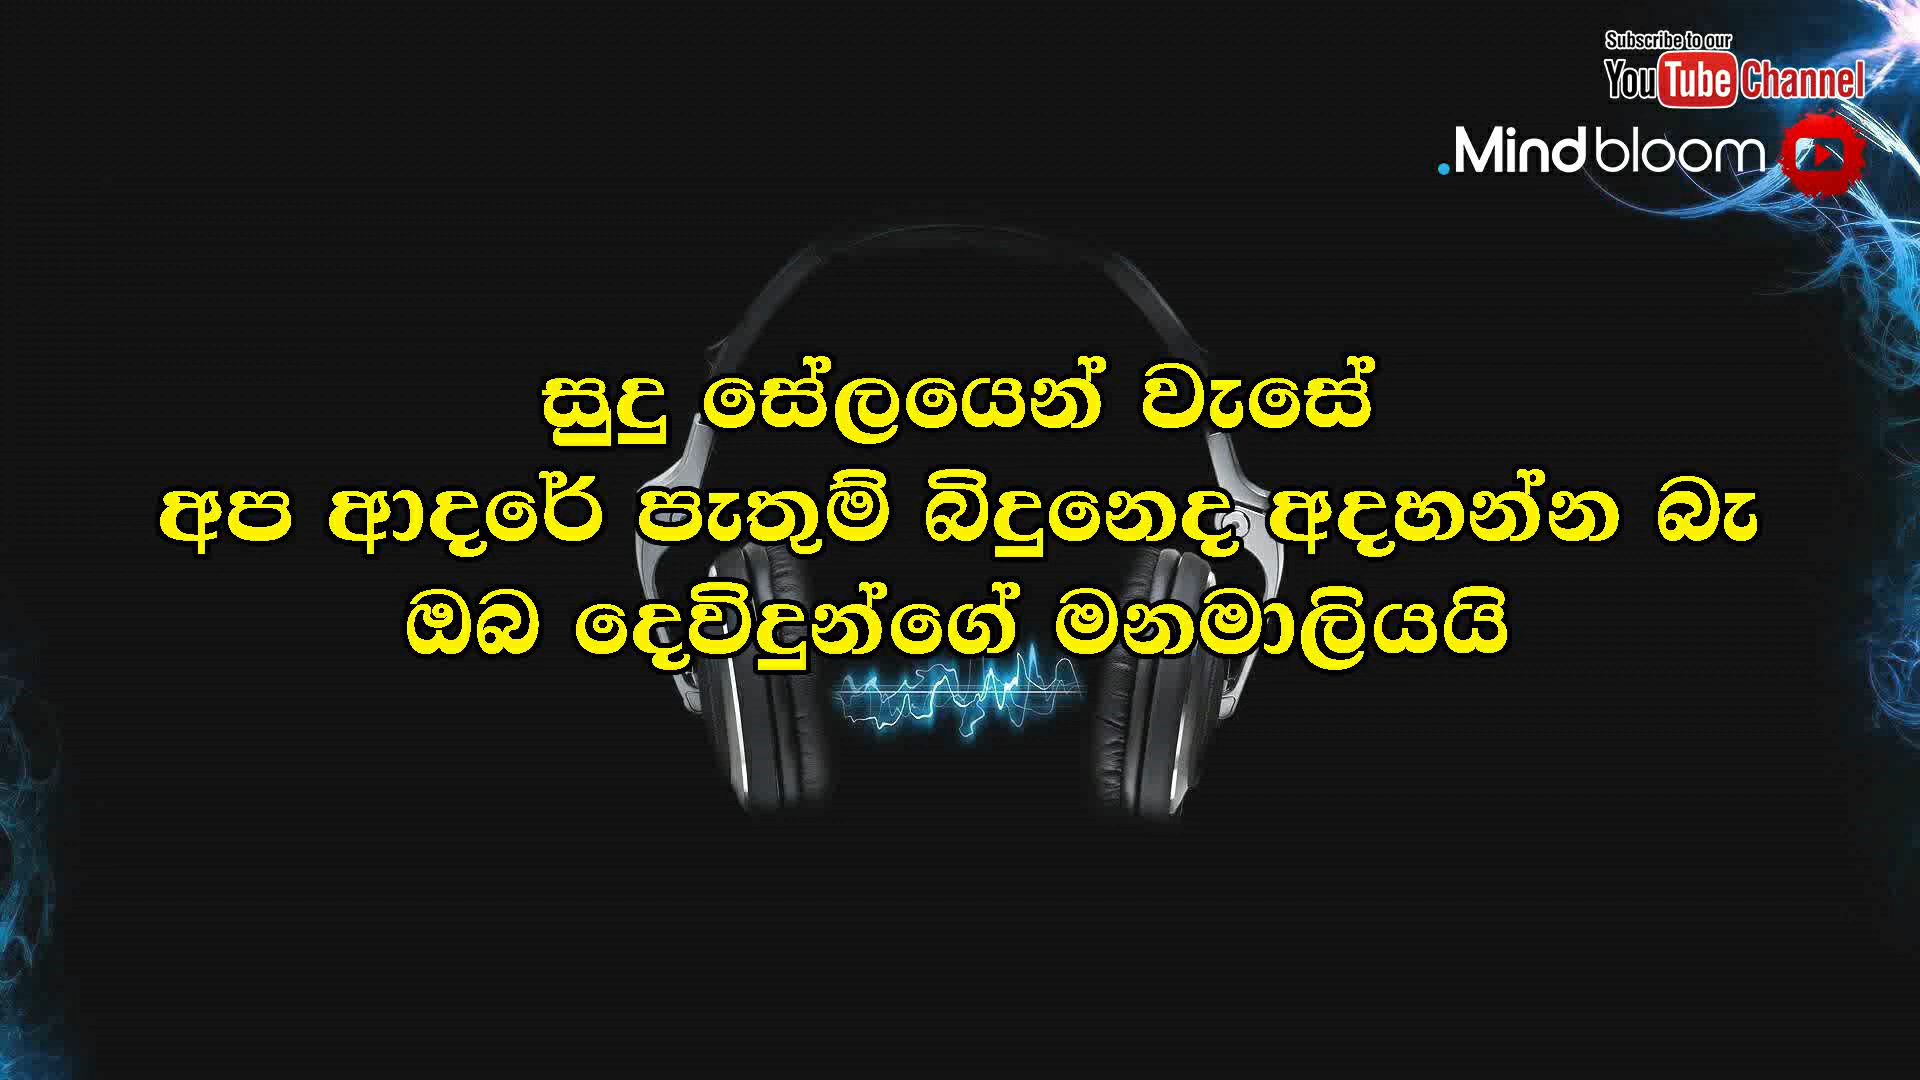 Subscribe to our
YouTube Channel
.Mindbloom
සුදු සේලයෙන් වැසේ
අප ආදරේ පැතුම් බිදුනෙද අදහන්න බැ
ඔබ දෙවිදුන්ගේ මනමාලියයි